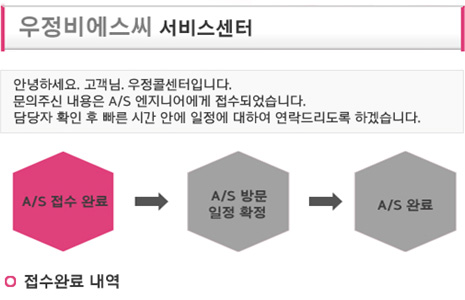 우정비에스씨 서비스센터
안녕하세요. 고객님. 우정콜센터입니다.
문의주신 내용은 A/S 엔지니어에게 접수되었습니다.
담당자 확인 후 빠른 시간 안에 일정에 대하여 연락드리도록 하겠습니다.
A/S 접수 완료
A/S 방문
일정 확정
A/S 완료
접수완료 내역